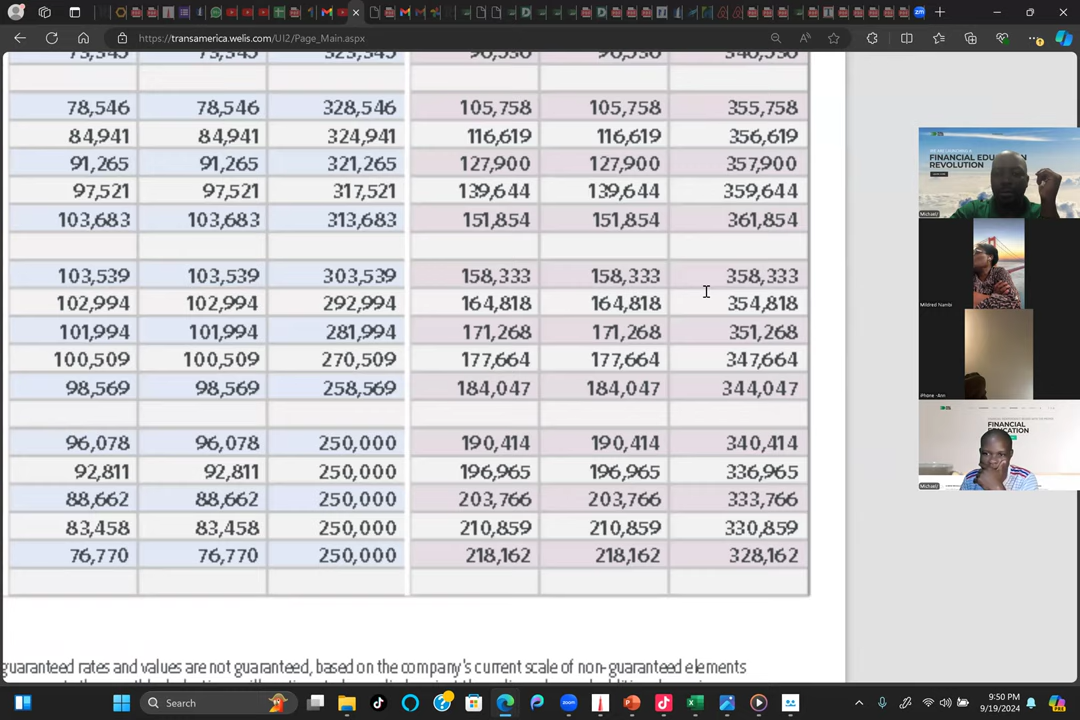 https://transamerica.welis.com/UI2/Page_Main.aspx
78,546 78,546 328,546 105,758 105,758 355,758
84,941 84,941 324,941 116,619 116,619 356,619
91,265 91,265 321,265 127,900 127,900 357,900
97,521 97,521 317,521 139,644 139,644 359,644
103,683 103,683 313,683 151,854 151,854 361,854
103,539 103,539 303,539 158,333 158,333 358,333
102,994 102,994 292,994 164,818 164,818 354,818
101,994 101,994 281,994 171,268 171,268 351,268
100,509 100,509 270,509 177,664 177,664 347,664
98,569 98,569 258,569 184,047 184,047 344,047
96,078 96,078 250,000 190,414 190,414 340,414
92,811 92,811 250,000 196,965 196,965 336,965
88,662 88,662 250,000 203,766 203,766 333,766
83,458 83,458 250,000 210,859 210,859 330,859
76,770 76,770 250,000 218,162 218,162 328,162
guaranteed rates and values are not guaranteed, based on the company's current scale of non-guaranteed elements
FINANCIAL EDU
REVOLUTION
MichaelJ
Mildred Nambi
iPhone -Ann
FINANCIAL
EDUCATION
MichaelJ
Search
9:50 PM
9/19/2024